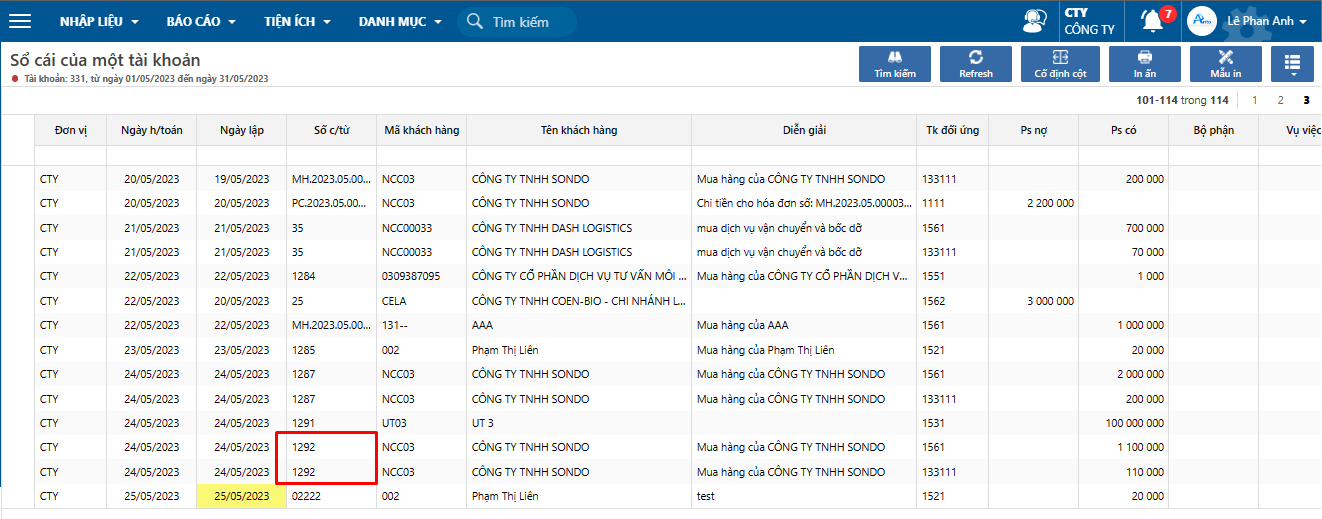 NHẬP LIỆU BÁO CÁO TIỆN ÍCH DANH MỤC Tìm kiếm CTY CÔNG TY 7 Lê Phan Anh
Sổ cái của một tài khoản
Tài khoản: 331, từ ngày 01/05/2023 đến ngày 31/05/2023
Tìm kiếm Refresh Cố định cột In ấn Mẫu in
101-114 trong 114 1 2 3
Đơn vị Ngày h/toán Ngày lập Số c/từ Mã khách hàng Tên khách hàng Diễn giải Tk đối ứng Ps nợ Ps có Bộ phận Vụ việc
CTY 20/05/2023 19/05/2023 MH.2023.05.00... NCC03 CÔNG TY TNHH SONDO Mua hàng của CÔNG TY TNHH SONDO 133111 200 000
CTY 20/05/2023 20/05/2023 PC.2023.05.00... NCC03 CÔNG TY TNHH SONDO Chi tiền cho hóa đơn số: MH.2023.05.00003... 1111 2 200 000
CTY 21/05/2023 21/05/2023 35 NCC00033 CÔNG TY TNHH DASH LOGISTICS mua dịch vụ vận chuyển và bốc dỡ 1561 700 000
CTY 21/05/2023 21/05/2023 35 NCC00033 CÔNG TY TNHH DASH LOGISTICS mua dịch vụ vận chuyển và bốc dỡ 133111 70 000
CTY 22/05/2023 22/05/2023 1284 0309387095 CÔNG TY CỔ PHẦN DỊCH VỤ TƯ VẤN MÔI ... Mua hàng của CÔNG TY CỔ PHẦN DỊCH V... 1551 1 000
CTY 22/05/2023 20/05/2023 25 CELA CÔNG TY TNHH COEN-BIO - CHI NHÁNH L... 1562 3 000 000
CTY 22/05/2023 22/05/2023 MH.2023.05.00... 131-- AAA Mua hàng của AAA 1561 1 000 000
CTY 23/05/2023 23/05/2023 1285 002 Phạm Thị Liên Mua hàng của Phạm Thị Liên 1521 20 000
CTY 24/05/2023 24/05/2023 1287 NCC03 CÔNG TY TNHH SONDO Mua hàng của CÔNG TY TNHH SONDO 1561 2 000 000
CTY 24/05/2023 24/05/2023 1287 NCC03 CÔNG TY TNHH SONDO Mua hàng của CÔNG TY TNHH SONDO 133111 200 000
CTY 24/05/2023 24/05/2023 1291 UT03 UT 3 1531 100 000 000
CTY 24/05/2023 24/05/2023 1292 NCC03 CÔNG TY TNHH SONDO Mua hàng của CÔNG TY TNHH SONDO 1561 1 100 000
CTY 24/05/2023 24/05/2023 1292 NCC03 CÔNG TY TNHH SONDO Mua hàng của CÔNG TY TNHH SONDO 133111 110 000
CTY 25/05/2023 25/05/2023 02222 002 Phạm Thị Liên test 1521 20 000